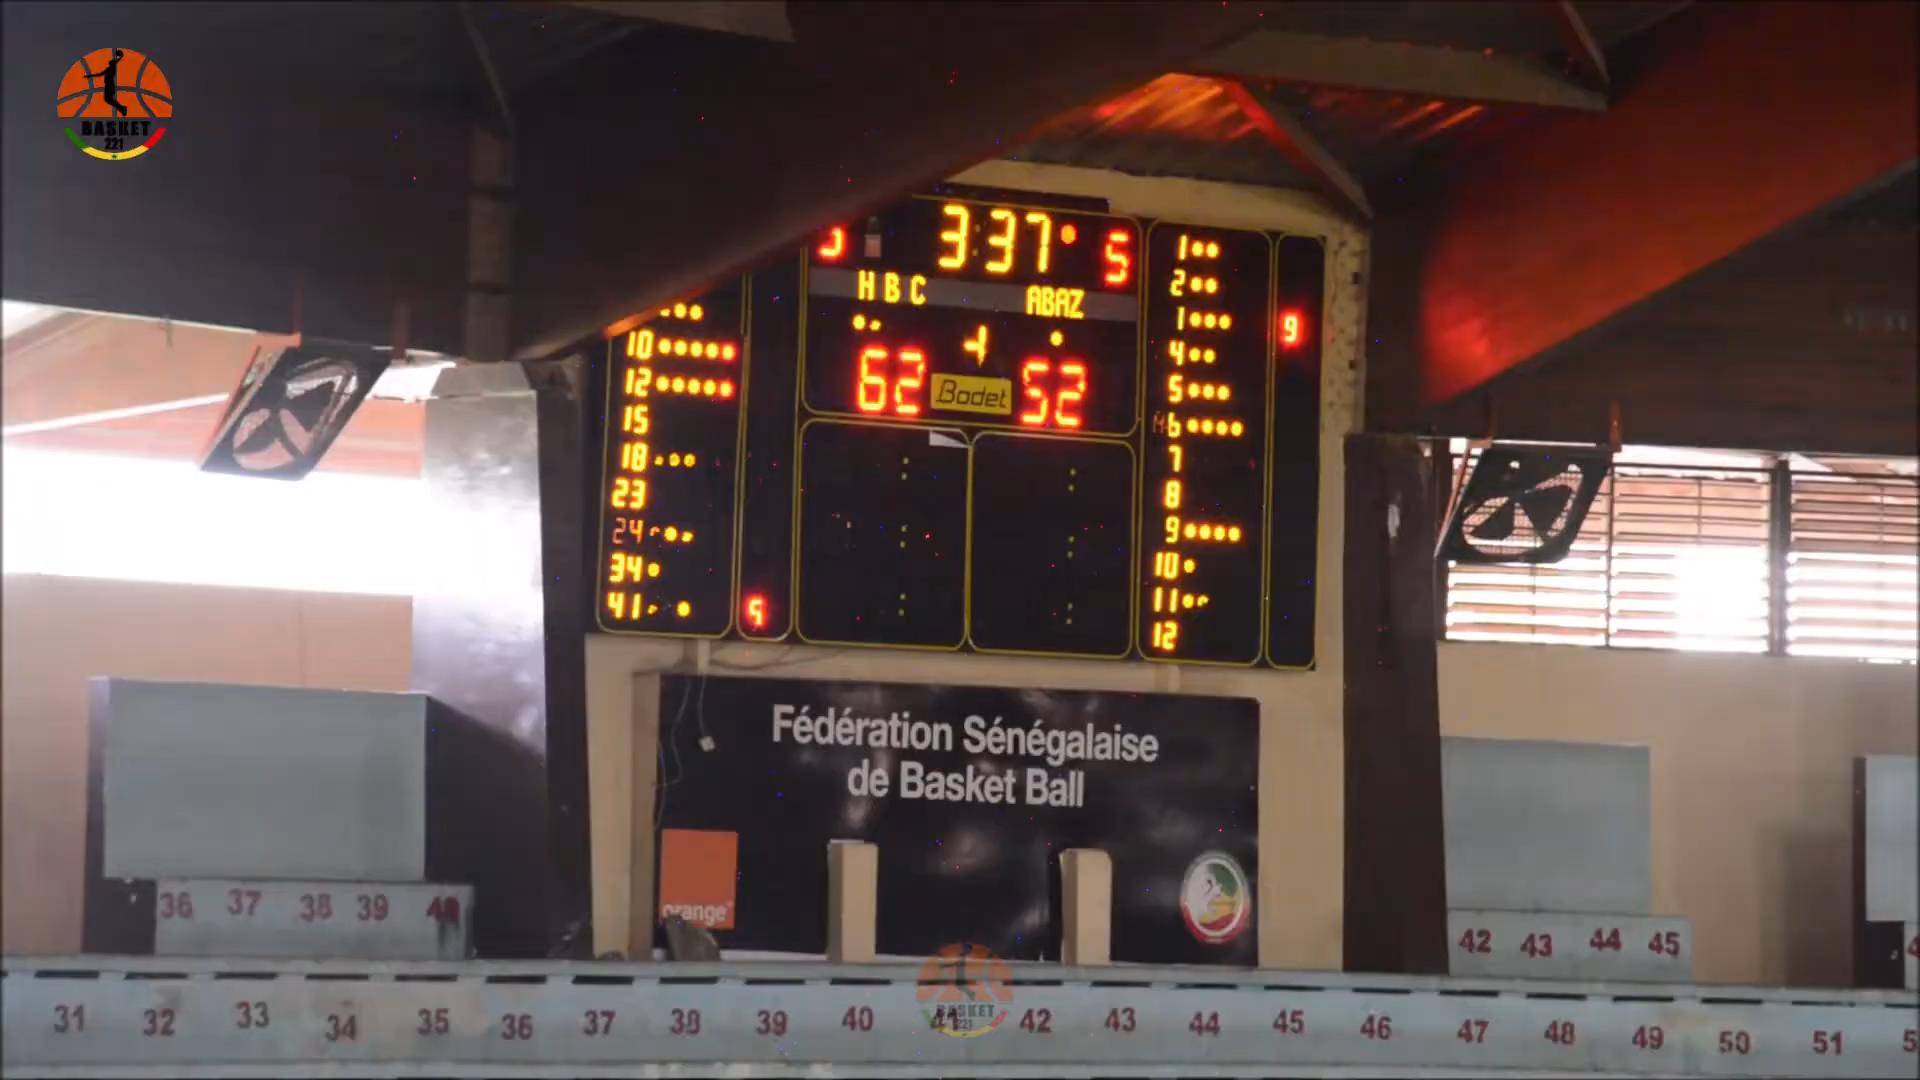 BASKET
221
3:37
5
HBC
ABAZ
62
Bodet
52
10
12
15
18
23
24
34
41
9
1
2
1
4
5
6
7
8
9
10
11
12
9
Fédération Sénégalaise
de Basket Ball
orange
36 37 38 39 40
42 43 44 45
31 32 33 34 35 36 37 38 39 40 42 43 44 45 46 47 48 49 50 51
BASKET
221